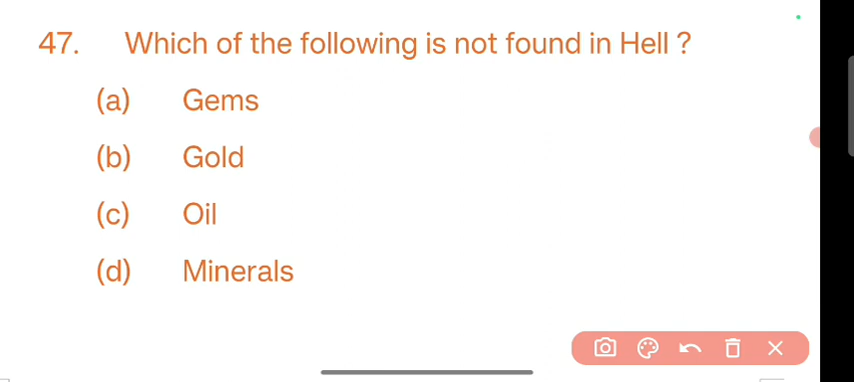 47. Which of the following is not found in Hell ?
(a) Gems
(b) Gold
(c) Oil
(d) Minerals